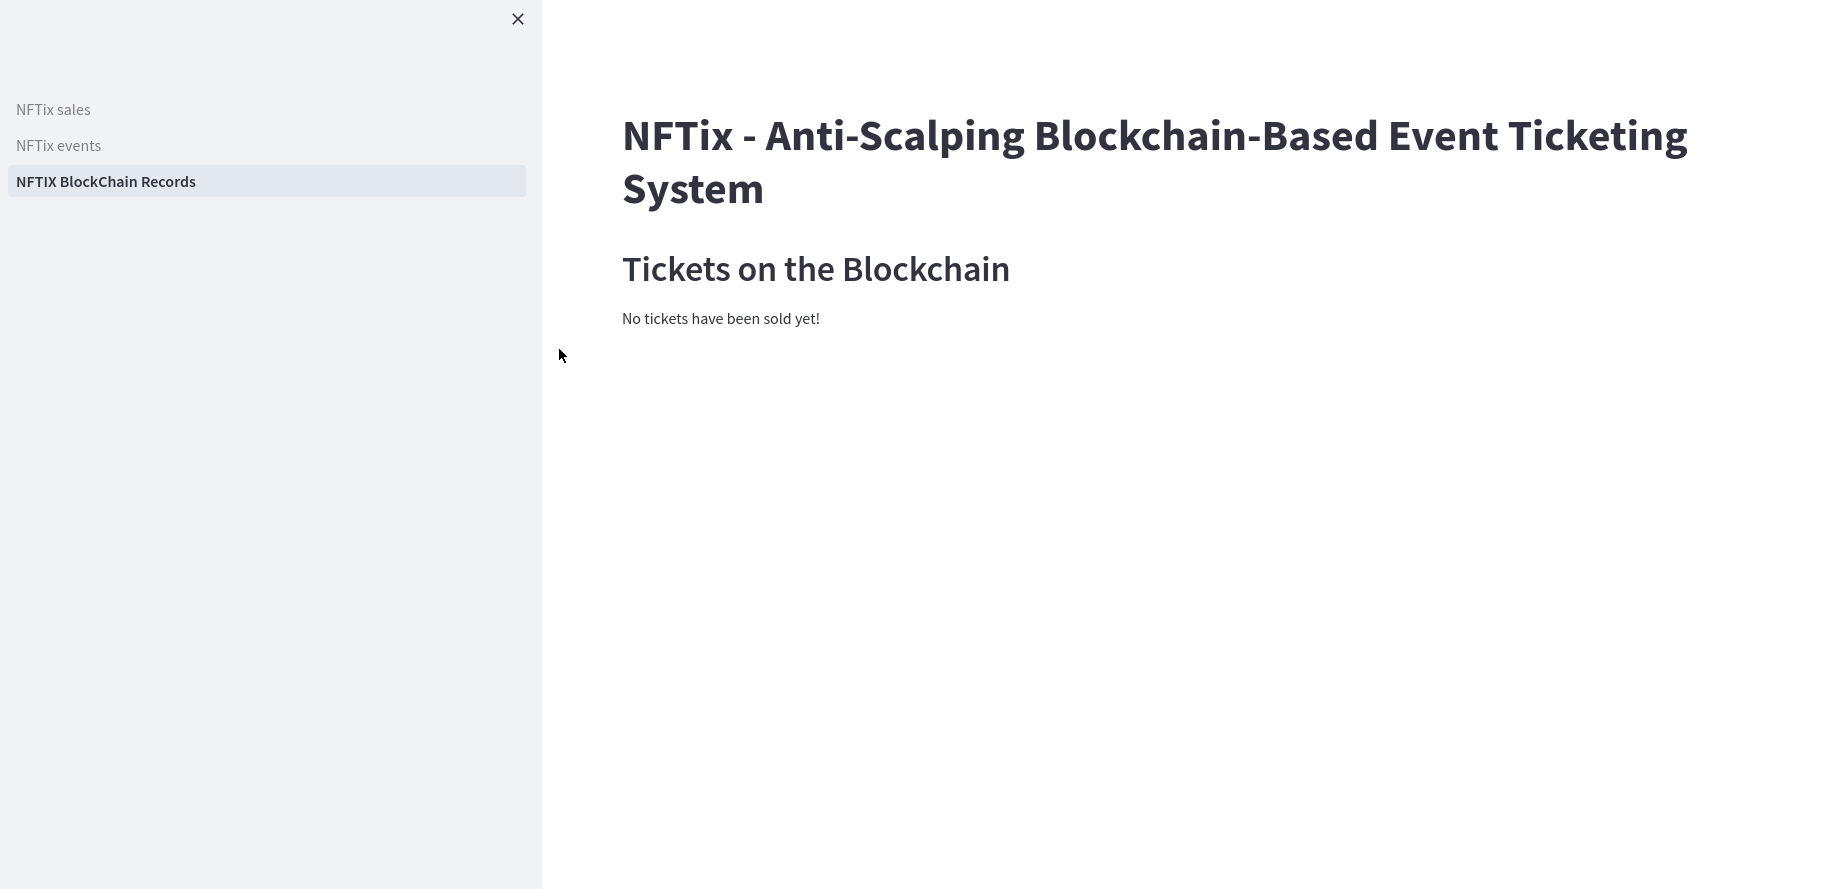 NFTix sales
NFTix events
NFTIX BlockChain Records
NFTix - Anti-Scalping Blockchain-Based Event Ticketing
System
Tickets on the Blockchain
No tickets have been sold yet!